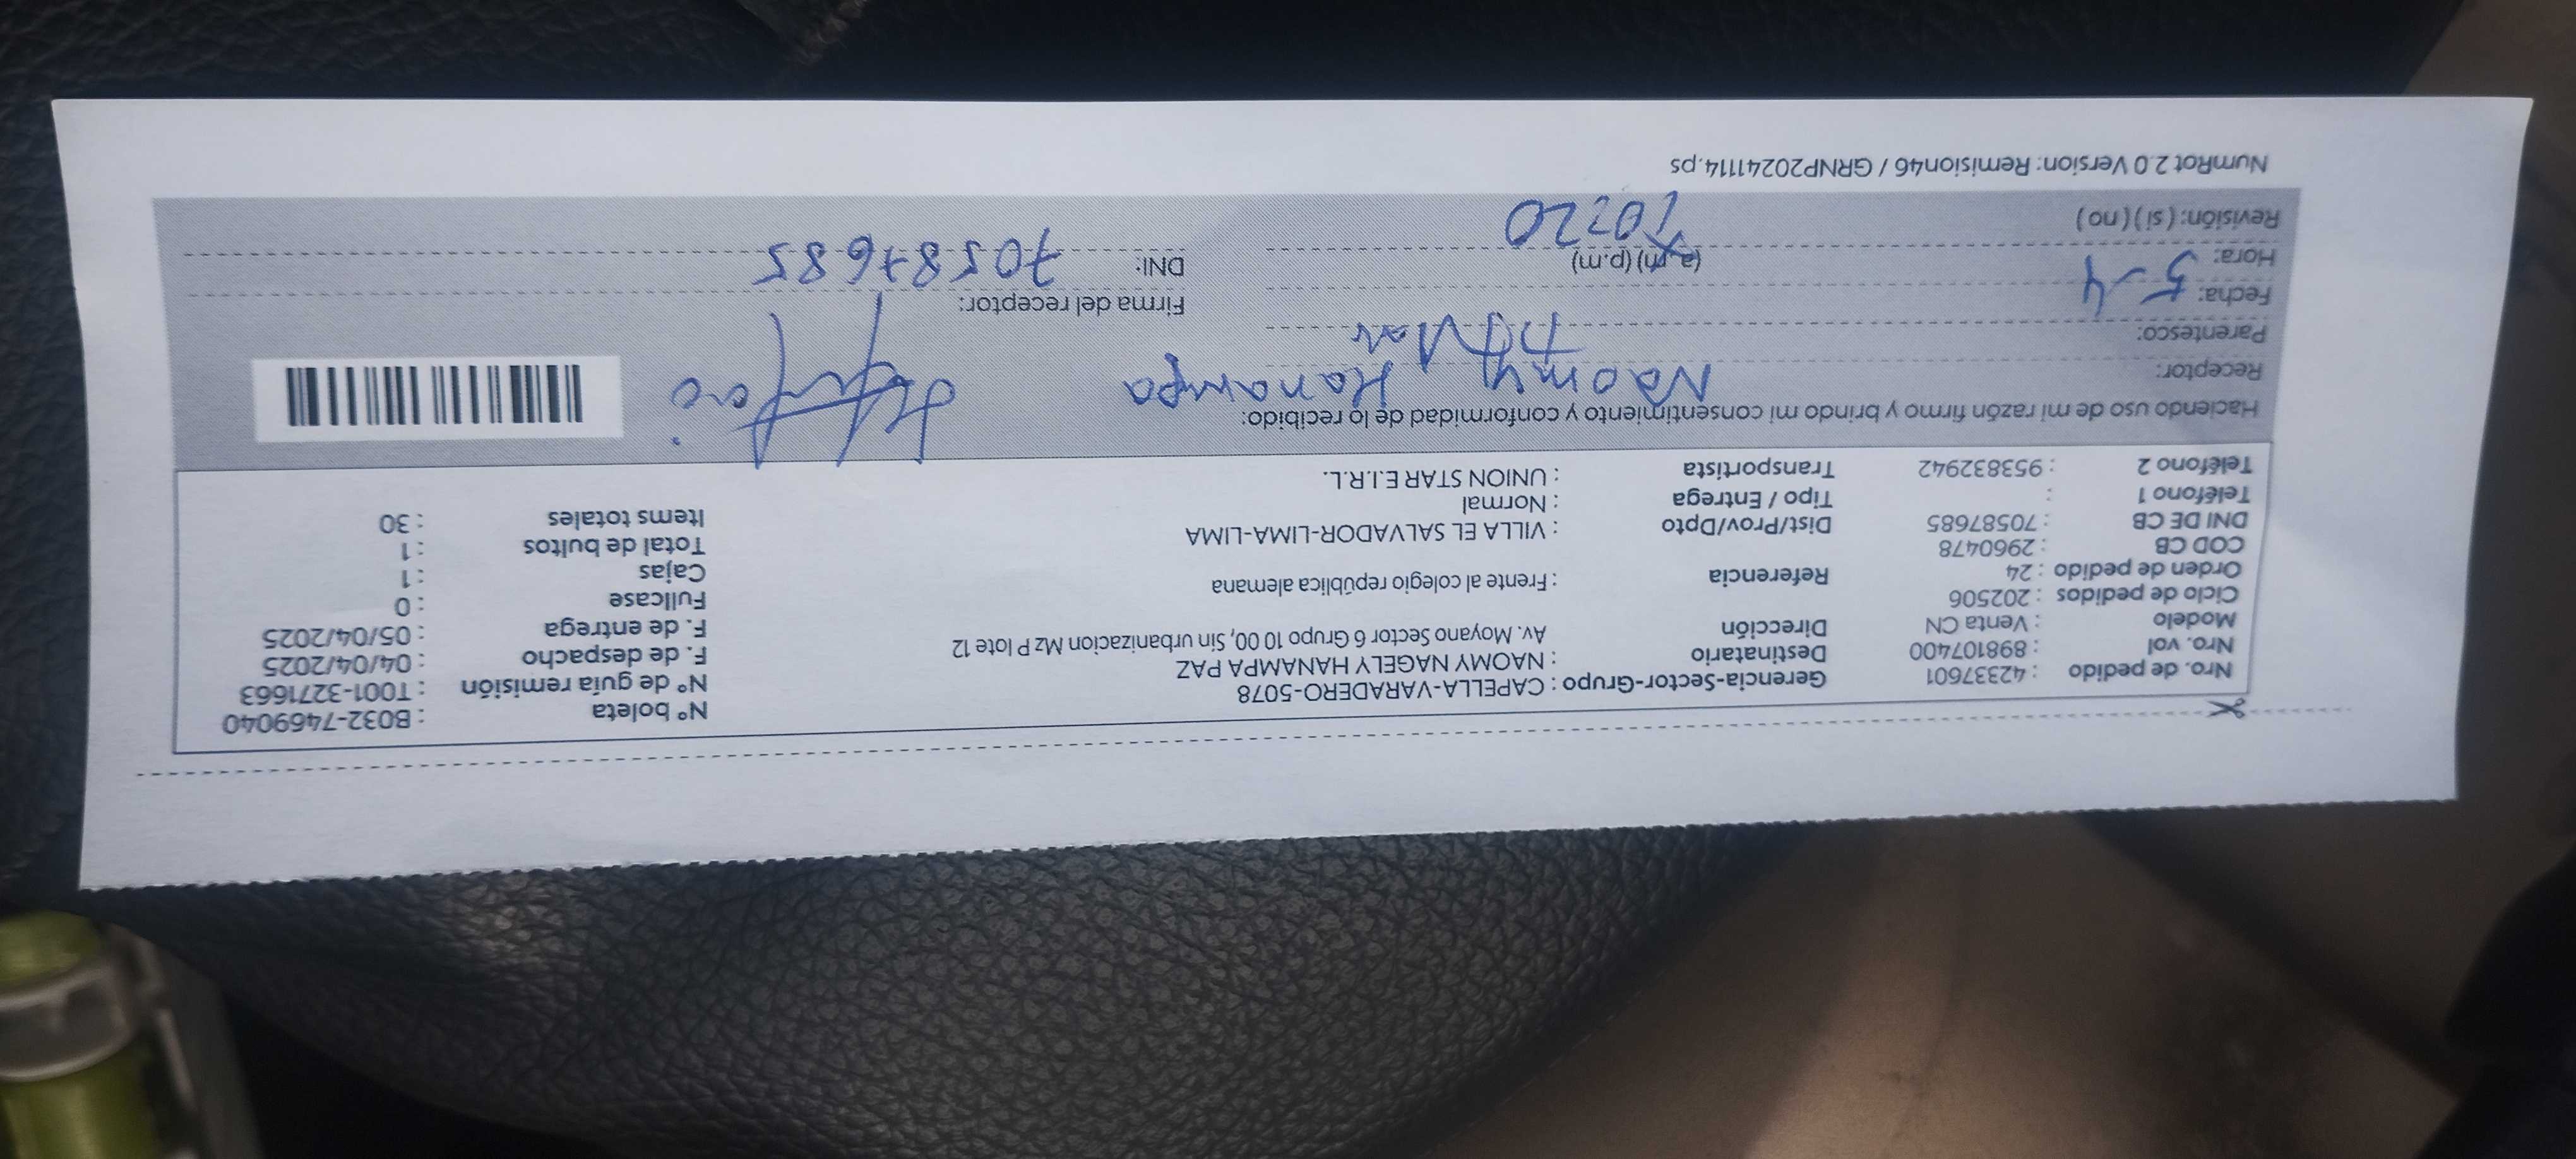 Nro. de pedido : 42337601 Gerencia-Sector-Grupo : CAPELLA-VARADERO-5078 N° boleta : B032-7469040
Nro. vol : 898107400 Destinatario : NAOMY NAGELY HANAMPA PAZ N° de guía remisión : T001-3271663
Modelo : Venta CN Dirección Av. Moyano Sector 6 Grupo 10 00, Sin urbanizacion Mz P lote 12 F. de despacho : 04/04/2025
Ciclo de pedidos : 202506 F. de entrega : 05/04/2025
Orden de pedido : 24 Referencia : Frente al colegio república alemana Fullcase : 0
COD CB : 2960478 Cajas : 1
DNI DE CB : 70587685 Dist/Prov/Dpto : VILLA EL SALVADOR-LIMA-LIMA Total de bultos : 1
Teléfono 1 : Tipo / Entrega : Normal Items totales : 30
Teléfono 2 : 953832942 Transportista : UNION STAR E.I.R.L.
Haciendo uso de mi razón firmo y brindo mi consentimiento y conformidad de lo recibido:
Receptor: Naomy Hanampa
Parentesco: Titular
Fecha: 5-4 Firma del receptor:
Hora: (a.m) (p.m) DNI: 70587685
Revisión: ( si ) ( no )
NumRot 2.0 Version: Remision46 / GRNP20241114.ps